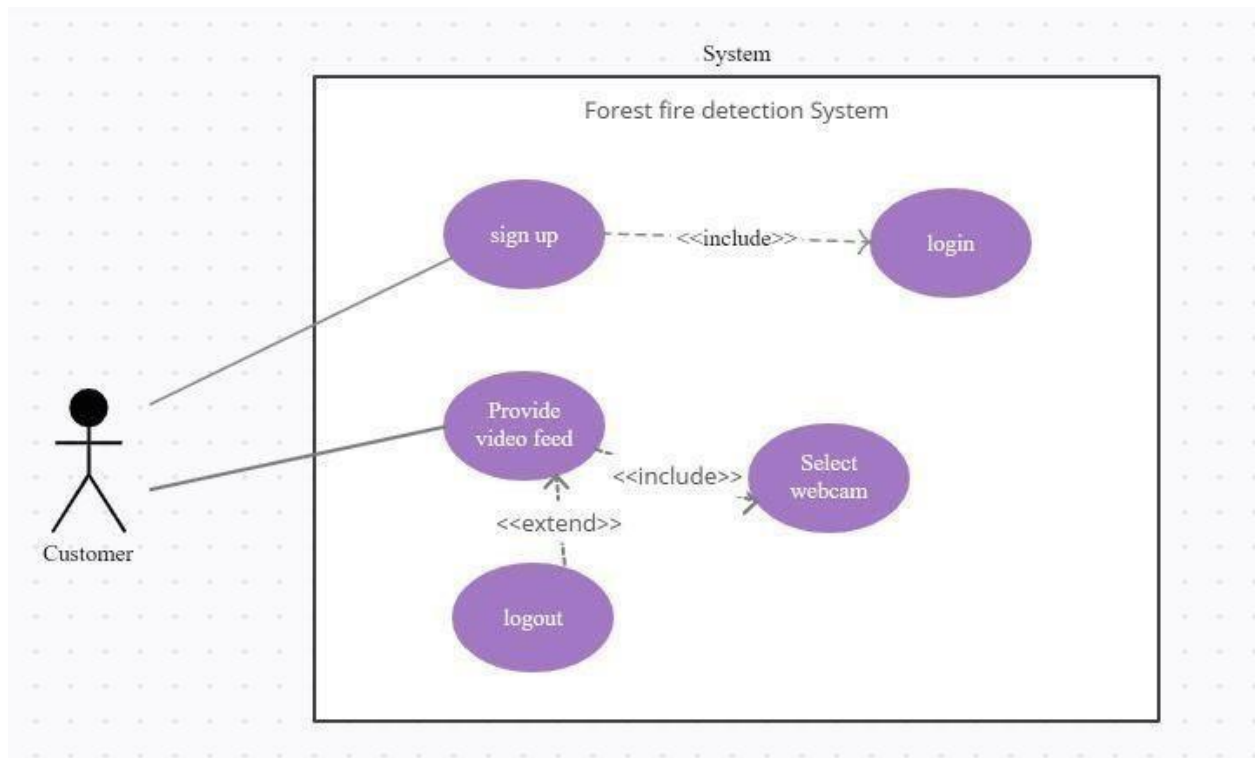 System
Forest fire detection System
sign up
<<include>>
login
Provide
video feed
<<include>>
Select
webcam
<<extend>>
logout
Customer